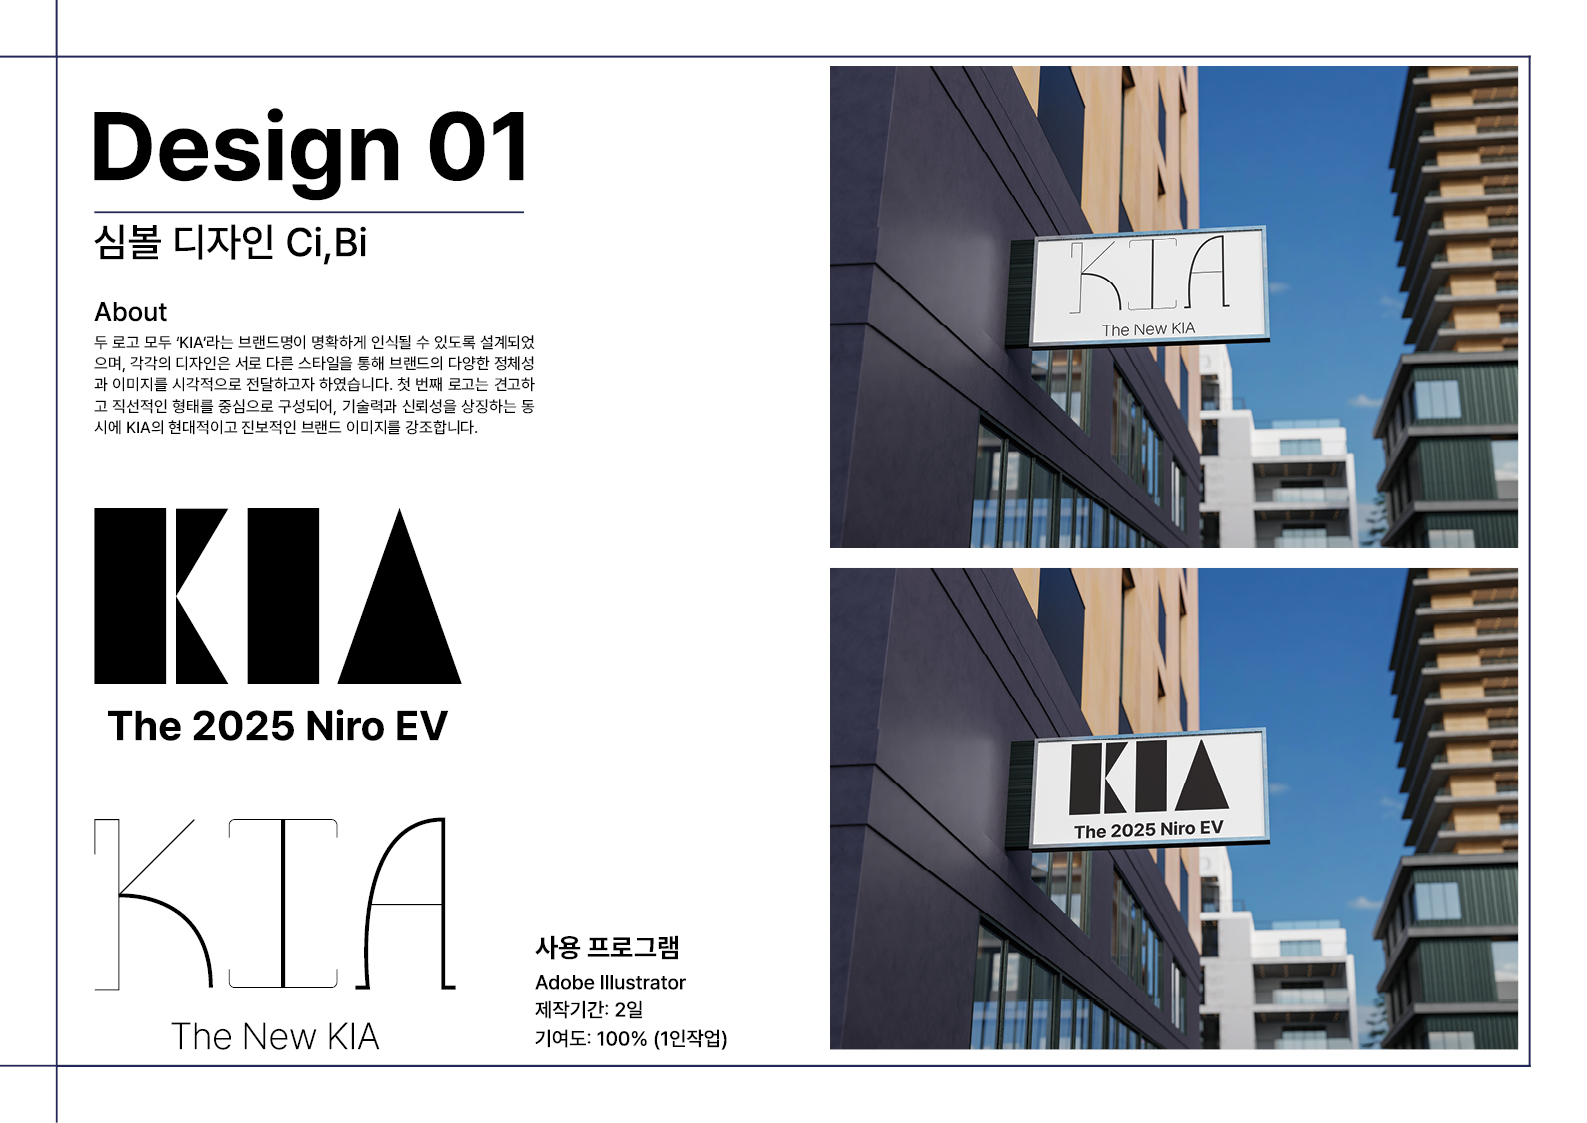 Design 01
심볼 디자인 Ci,Bi
About
두 로고 모두 ‘KIA’라는 브랜드명이 명확하게 인식될 수 있도록 설계되었
으며, 각각의 디자인은 서로 다른 스타일을 통해 브랜드의 다양한 정체성
과 이미지를 시각적으로 전달하고자 하였습니다. 첫 번째 로고는 견고하
고 직선적인 형태를 중심으로 구성되어, 기술력과 신뢰성을 상징하는 동
시에 KIA의 현대적이고 진보적인 브랜드 이미지를 강조합니다.
KIA
The 2025 Niro EV
KIA
The New KIA
사용 프로그램
Adobe Illustrator
제작기간: 2일
기여도: 100% (1인작업)
KIA
The New KIA
KIA
The 2025 Niro EV